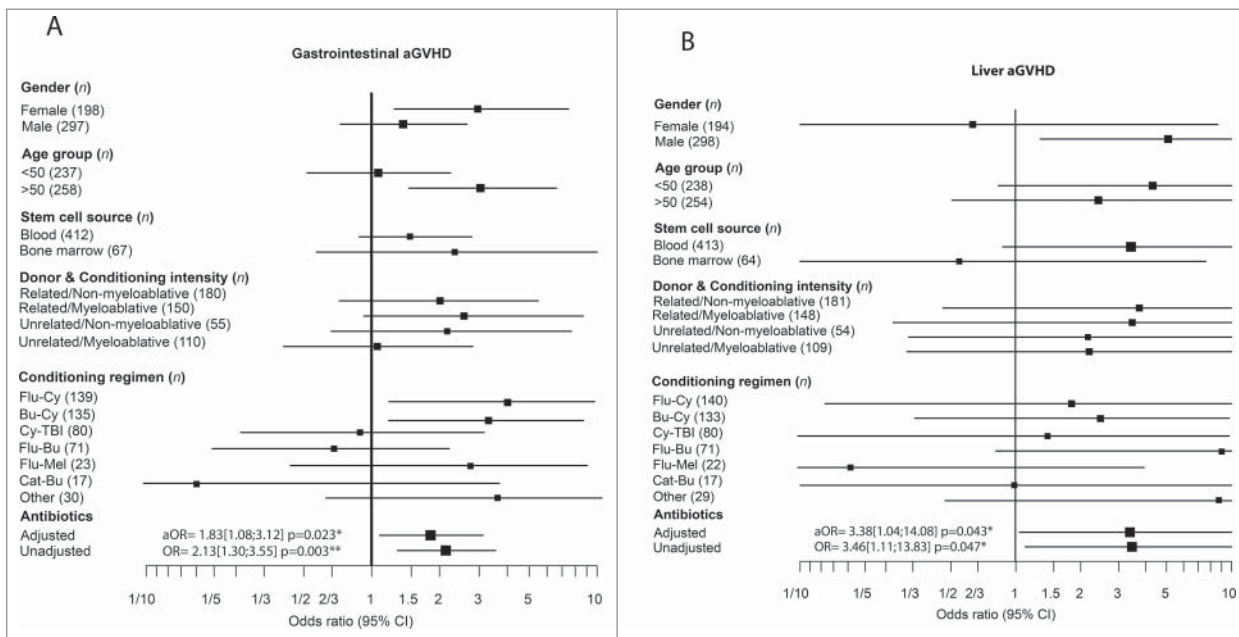 A
Gastrointestinal aGVHD
Gender (n)
Female (198)
Male (297)
Age group (n)
<50 (237)
>50 (258)
Stem cell source (n)
Blood (412)
Bone marrow (67)
Donor & Conditioning intensity (n)
Related/Non-myeloablative (180)
Related/Myeloablative (150)
Unrelated/Non-myeloablative (55)
Unrelated/Myeloablative (110)
Conditioning regimen (n)
Flu-Cy (139)
Bu-Cy (135)
Cy-TBI (80)
Flu-Bu (71)
Flu-Mel (23)
Cat-Bu (17)
Other (30)
Antibiotics
Adjusted aOR= 1.83[1.08;3.12] p=0.023*
Unadjusted OR= 2.13[1.30;3.55] p=0.003**
1/10 1/5 1/3 1/2 2/3 1 1.5 2 3 5 10
Odds ratio (95% CI)
B
Liver aGVHD
Gender (n)
Female (194)
Male (298)
Age group (n)
<50 (238)
>50 (254)
Stem cell source (n)
Blood (413)
Bone marrow (64)
Donor & Conditioning intensity (n)
Related/Non-myeloablative (181)
Related/Myeloablative (148)
Unrelated/Non-myeloablative (54)
Unrelated/Myeloablative (109)
Conditioning regimen (n)
Flu-Cy (140)
Bu-Cy (133)
Cy-TBI (80)
Flu-Bu (71)
Flu-Mel (22)
Cat-Bu (17)
Other (29)
Antibiotics
Adjusted aOR= 3.38[1.04;14.08] p=0.043*
Unadjusted OR= 3.46[1.11;13.83] p=0.047*
1/10 1/5 1/3 1/2 2/3 1 1.5 2 3 5 10
Odds ratio (95% CI)